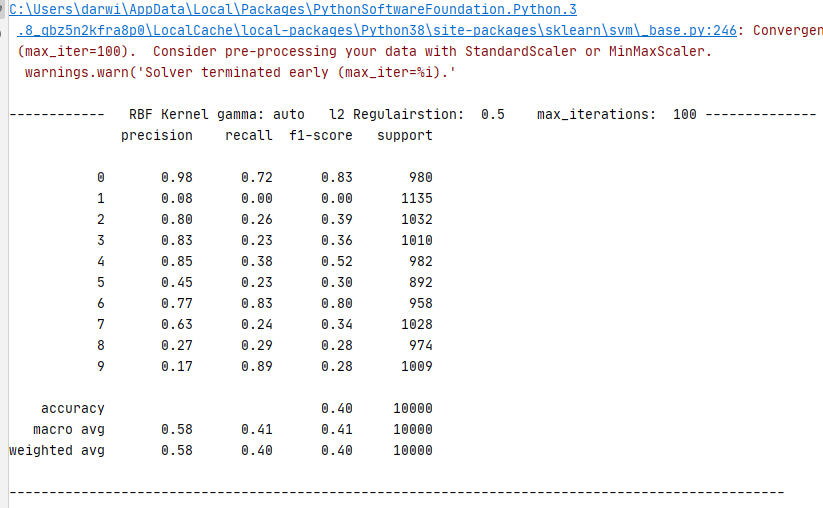 C:\Users\darwi\AppData\Local\Packages\PythonSoftwareFoundation.Python.3
.8_qbz5n2kfra8p0\LocalCache\local-packages\Python38\site-packages\sklearn\svm\_base.py:246: Convergen
(max_iter=100).  Consider pre-processing your data with StandardScaler or MinMaxScaler.
warnings.warn('Solver terminated early (max_iter=%i).'
------------   RBF Kernel gamma: auto   l2 Regulairstion:  0.5    max_iterations:  100 --------------
precision    recall  f1-score   support
0       0.98      0.72      0.83       980
1       0.08      0.00      0.00      1135
2       0.80      0.26      0.39      1032
3       0.83      0.23      0.36      1010
4       0.85      0.38      0.52       982
5       0.45      0.23      0.30       892
6       0.77      0.83      0.80       958
7       0.63      0.24      0.34      1028
8       0.27      0.29      0.28       974
9       0.17      0.89      0.28      1009
accuracy                           0.40     10000
macro avg       0.58      0.41      0.41     10000
weighted avg       0.58      0.40      0.40     10000
-------------------------------------------------------------------------------------------------